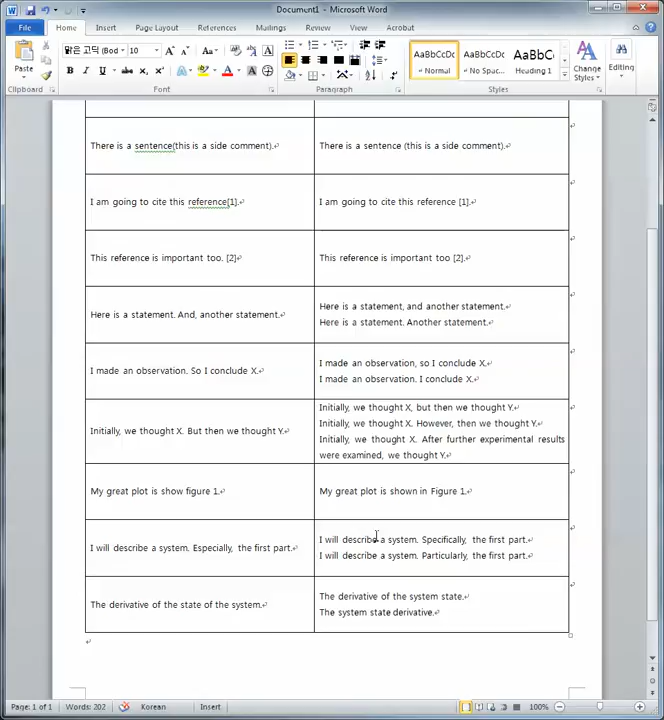 Document1 - Microsoft Word
File Home Insert Page Layout References Mailings Review View Acrobat
맑은 고딕 (Bod 10
AaBbCcDc AaBbCcDc AaBbC
Paste
Normal No Spac... Heading 1 Change Styles Editing
Clipboard Font Paragraph Styles
There is a sentence(this is a side comment).
There is a sentence (this is a side comment).
I am going to cite this reference[1].
I am going to cite this reference [1].
This reference is important too. [2]
This reference is important too [2].
Here is a statement. And, another statement.
Here is a statement, and another statement.
Here is a statement. Another statement.
I made an observation. So I conclude X.
I made an observation, so I conclude X.
I made an observation. I conclude X.
Initially, we thought X. But then we thought Y.
Initially, we thought X, but then we thought Y.
Initially, we thought X. However, then we thought Y.
Initially, we thought X. After further experimental results
were examined, we thought Y.
My great plot is show figure 1.
My great plot is shown in Figure 1.
I will describe a system. Especially, the first part.
I will describe a system. Specifically, the first part.
I will describe a system. Particularly, the first part.
The derivative of the state of the system.
The derivative of the system state.
The system state derivative.
Page: 1 of 1 Words: 202 Korean Insert 100%